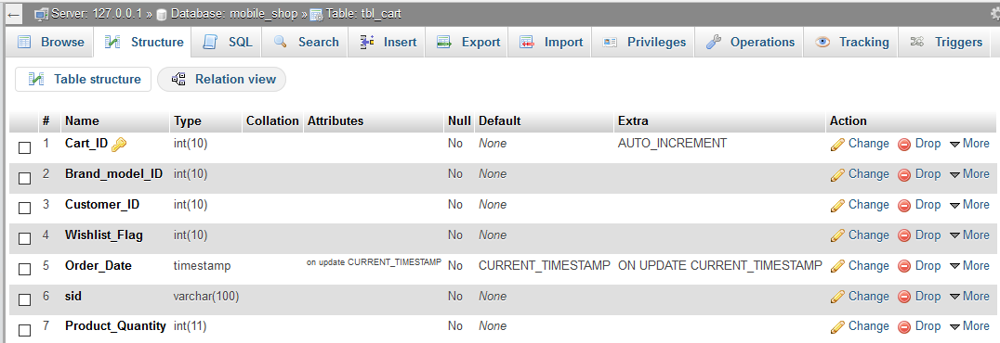 Server: 127.0.0.1 » Database: mobile_shop » Table: tbl_cart
Browse Structure SQL Search Insert Export Import Privileges Operations Tracking Triggers
Table structure Relation view
# Name Type Collation Attributes Null Default Extra Action
1 Cart_ID int(10) No None AUTO_INCREMENT Change Drop More
2 Brand_model_ID int(10) No None Change Drop More
3 Customer_ID int(10) No None Change Drop More
4 Wishlist_Flag int(10) No None Change Drop More
5 Order_Date timestamp on update CURRENT_TIMESTAMP No CURRENT_TIMESTAMP ON UPDATE CURRENT_TIMESTAMP Change Drop More
6 sid varchar(100) No None Change Drop More
7 Product_Quantity int(11) No None Change Drop More